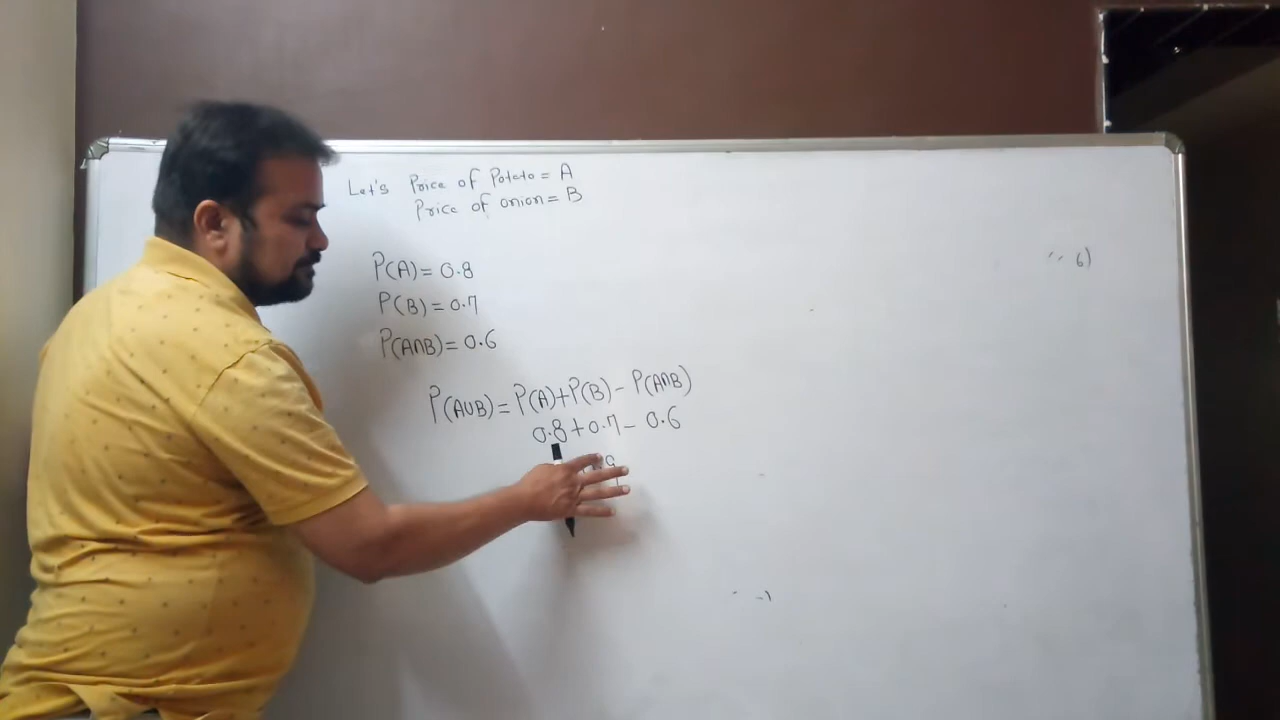 Let's Price of Potato = A
Price of onion = B
P(A) = 0.8
P(B) = 0.7
P(A∩B) = 0.6
P(A∪B) = P(A)+P(B) - P(A∩B)
0.8 + 0.7 - 0.6